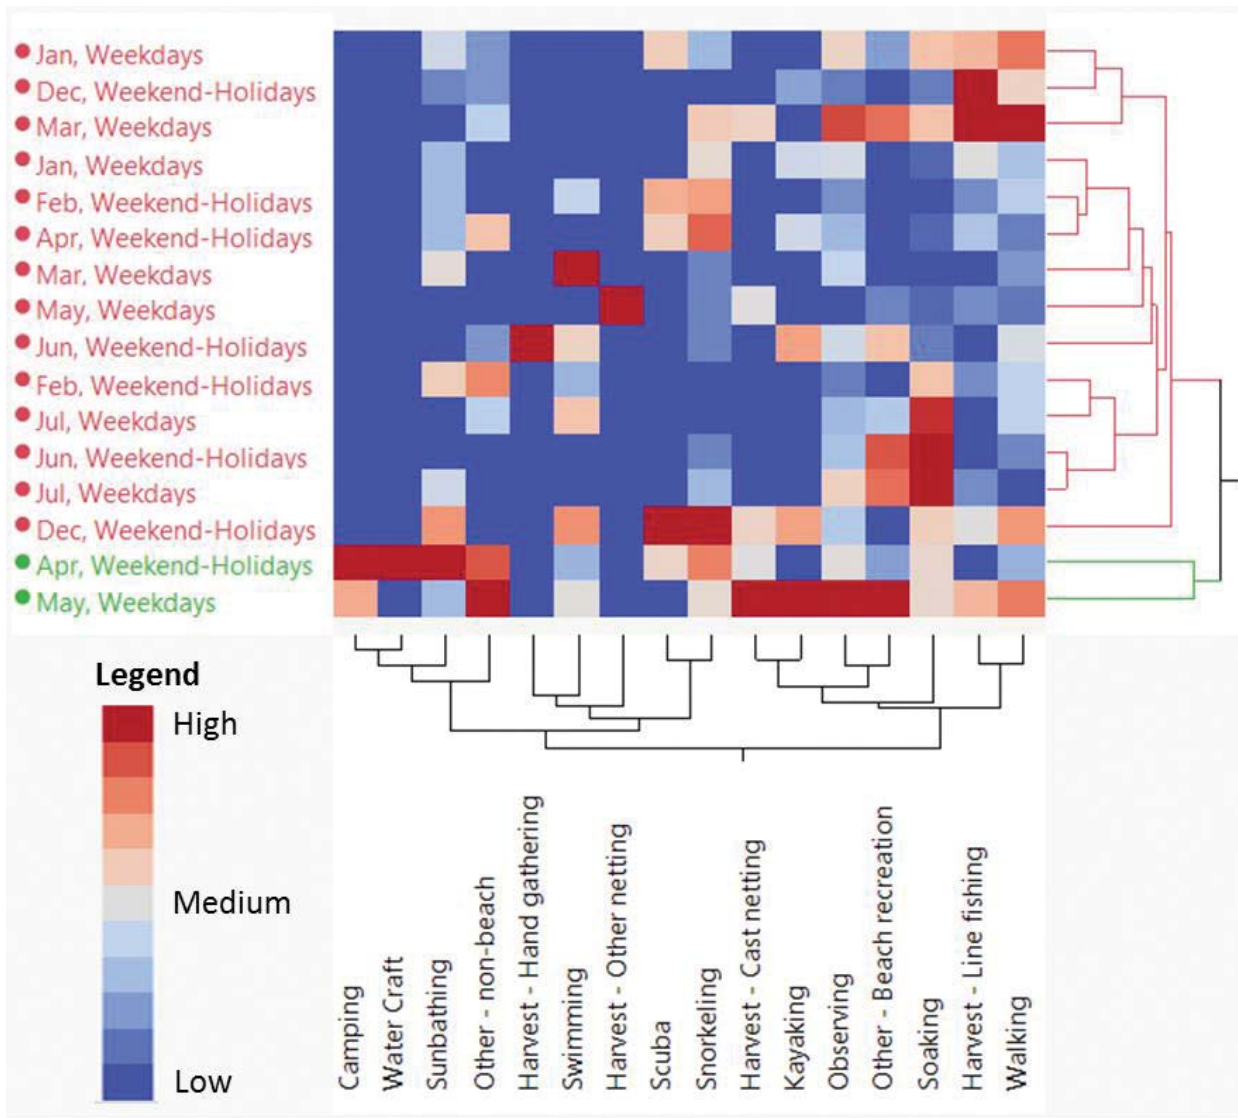 Jan, Weekdays
Dec, Weekend-Holidays
Mar, Weekdays
Jan, Weekdays
Feb, Weekend-Holidays
Apr, Weekend-Holidays
Mar, Weekdays
May, Weekdays
Jun, Weekend-Holidays
Feb, Weekend-Holidays
Jul, Weekdays
Jun, Weekend-Holidays
Jul, Weekdays
Dec, Weekend-Holidays
Apr, Weekend-Holidays
May, Weekdays
Legend
High
Medium
Low
Camping
Water Craft
Sunbathing
Other - non-beach
Harvest - Hand gathering
Swimming
Harvest - Other netting
Scuba
Snorkeling
Harvest - Cast netting
Kayaking
Observing
Other - Beach recreation
Soaking
Harvest - Line fishing
Walking